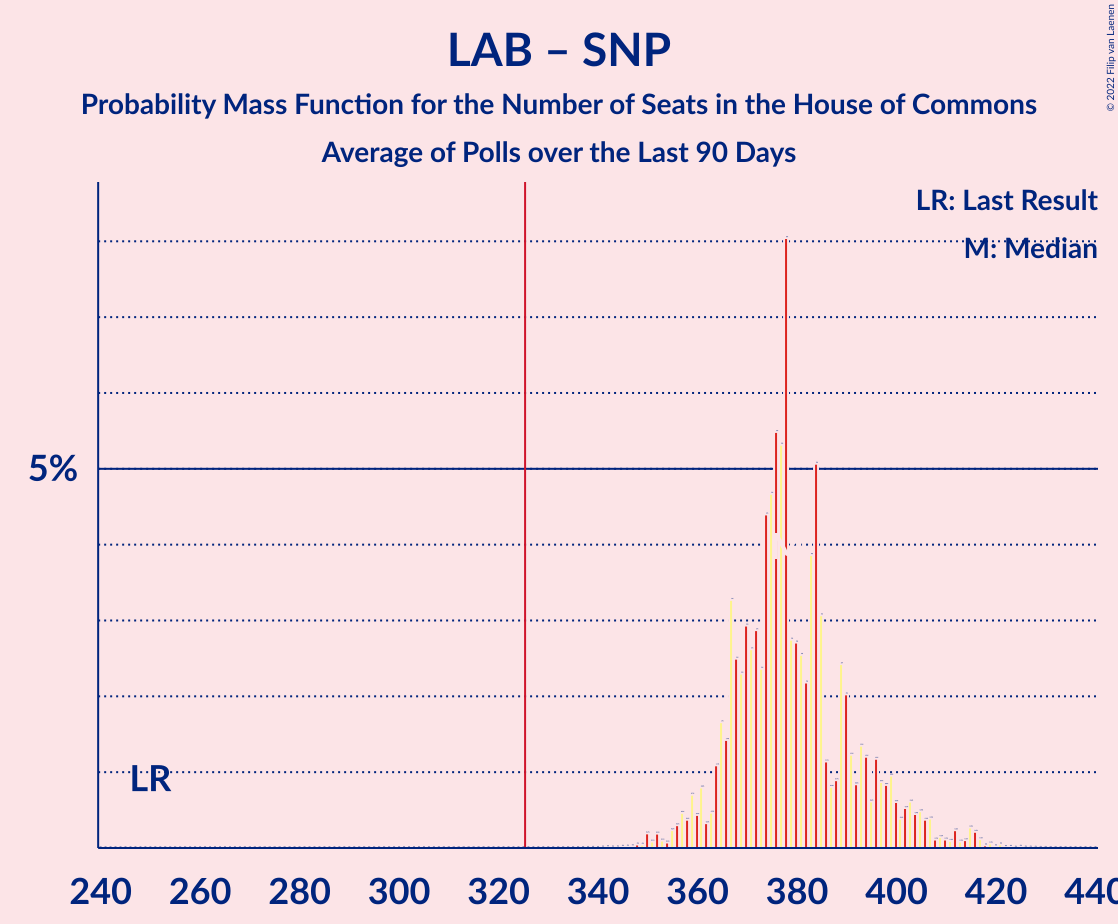 LAB – SNP
Probability Mass Function for the Number of Seats in the House of Commons
Average of Polls over the Last 90 Days
© 2022 Filip van Laenen
LR: Last Result
M: Median
5%
LR
240 260 280 300 320 340 360 380 400 420 440